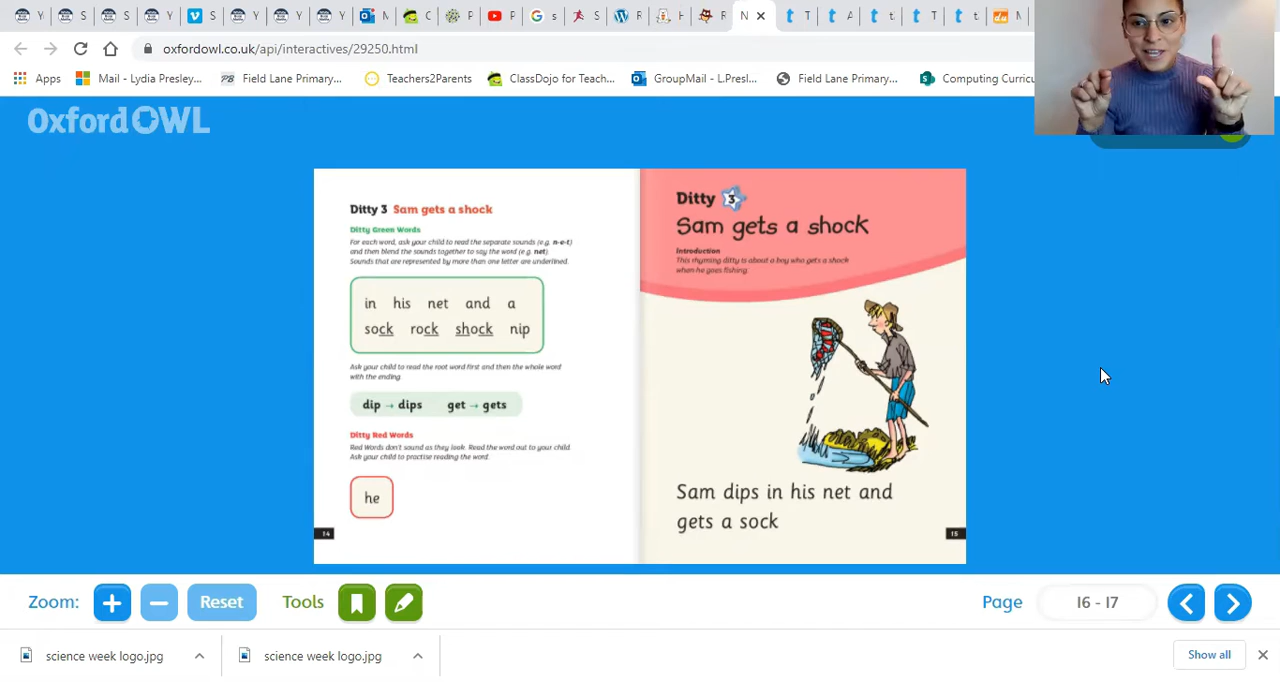 Y
S
S
S
Y
Y
Y
Y
M
C
P
P
s
S
R
H
R
N
T
A
t
T
t
M
oxfordowl.co.uk/api/interactives/29250.html
Apps
Mail - Lydia Presley...
Field Lane Primary...
Teachers2Parents
ClassDojo for Teach...
GroupMail - L.Presl...
Field Lane Primary...
Computing Curricu
Oxford OWL
Ditty 3 Sam gets a shock
Ditty Green Words
For each word, ask your child to read the separate sounds (e.g. n-e-t)
and then blend the sounds together to say the word (e.g. net).
Sounds that are represented by more than one letter are underlined.
in his net and a
sock rock shock nip
Ask your child to read the root word first and then the whole word
with the ending.
dip → dips get → gets
Ditty Red Words
Red Words don't sound as they look. Read the word out to your child.
Ask your child to practise reading the word.
he
14
Ditty 3
Sam gets a shock
Introduction
This rhyming ditty is about a boy who gets a shock
when he goes fishing.
Sam dips in his net and
gets a sock
15
Zoom:
Reset
Tools
Page
16 - 17
science week logo.jpg
science week logo.jpg
Show all